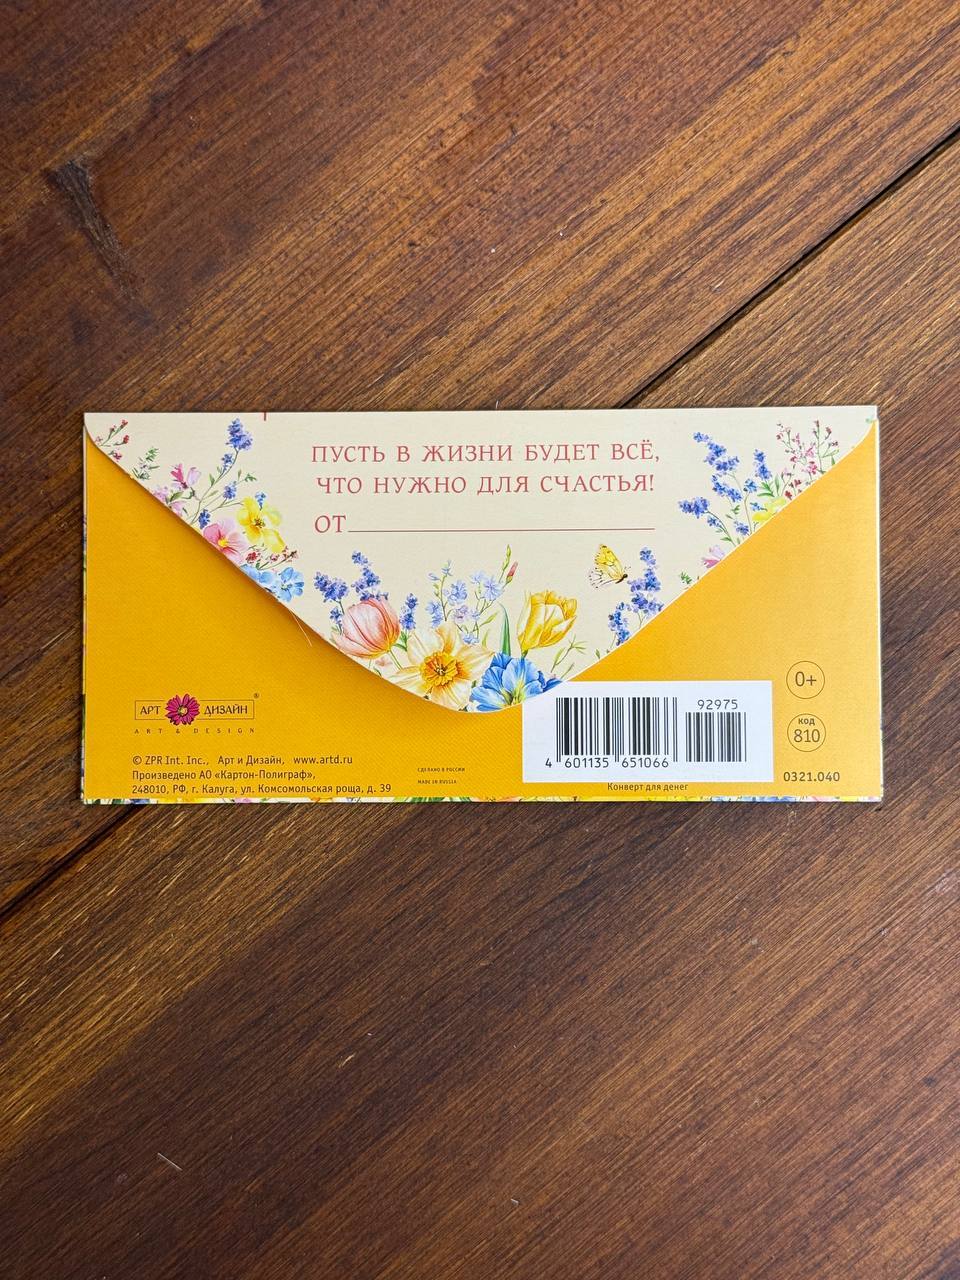 ПУСТЬ В ЖИЗНИ БУДЕТ ВСЁ,
ЧТО НУЖНО ДЛЯ СЧАСТЬЯ!
ОТ
АРТ ДИЗАЙН ®
ART & DESIGN
© ZPR Int. Inc., Арт и Дизайн, www.artd.ru
Произведено АО «Картон-Полиграф»,
248010, РФ, г. Калуга, ул. Комсомольская роща, д. 39
СДЕЛАНО В РОССИИ
MADE IN RUSSIA
92975
4 601135 651066
Конверт для денег
0+
код
810
0321.040